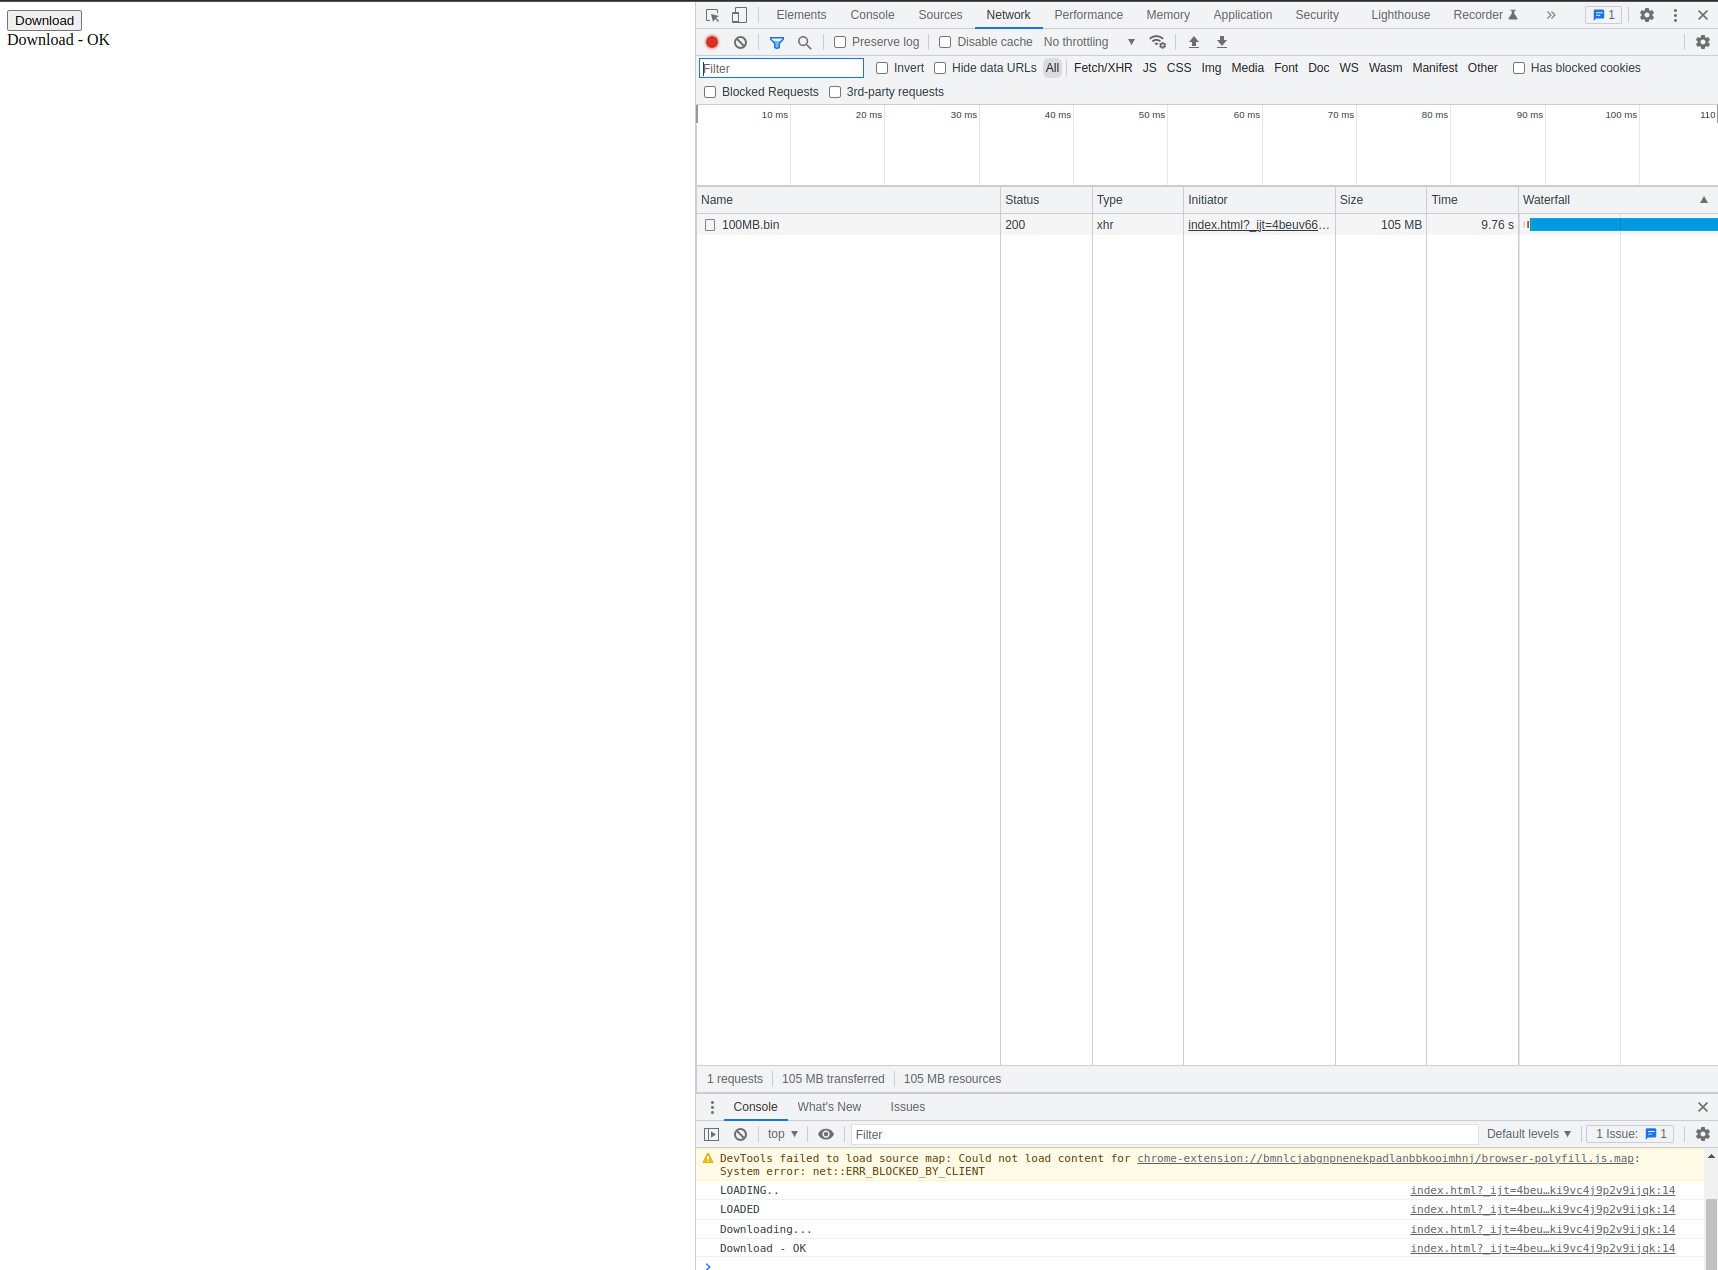 Download
Download - OK
Elements Console Sources Network Performance Memory Application Security Lighthouse Recorder 1
Preserve log Disable cache No throttling
Filter Invert Hide data URLs All Fetch/XHR JS CSS Img Media Font Doc WS Wasm Manifest Other Has blocked cookies
Blocked Requests 3rd-party requests
10 ms 20 ms 30 ms 40 ms 50 ms 60 ms 70 ms 80 ms 90 ms 100 ms 110
Name Status Type Initiator Size Time Waterfall
100MB.bin 200 xhr index.html?_ijt=4beuv66… 105 MB 9.76 s
1 requests 105 MB transferred 105 MB resources
Console What's New Issues
top Filter Default levels 1 Issue: 1
DevTools failed to load source map: Could not load content for chrome-extension://bmnlcjabgnpnenekpadlanbbkooimhnj/browser-polyfill.js.map:
System error: net::ERR_BLOCKED_BY_CLIENT
LOADING.. index.html?_ijt=4beu…ki9vc4j9p2v9ijqk:14
LOADED index.html?_ijt=4beu…ki9vc4j9p2v9ijqk:14
Downloading... index.html?_ijt=4beu…ki9vc4j9p2v9ijqk:14
Download - OK index.html?_ijt=4beu…ki9vc4j9p2v9ijqk:14